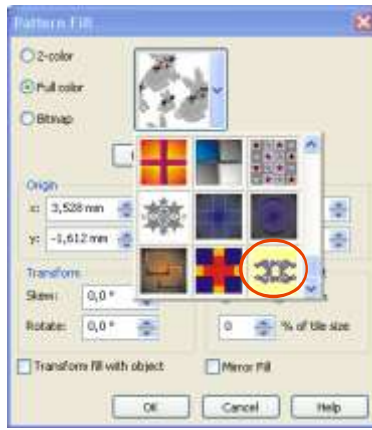 Pattern Fill
2-color
Full color
Bitmap
Origin
x: 3,528 mm
y: -1,612 mm
Transform
Skew: 0,0 °
Rotate: 0,0 °
0 % of tile size
Transform fill with object
Mirror Fill
OK Cancel Help